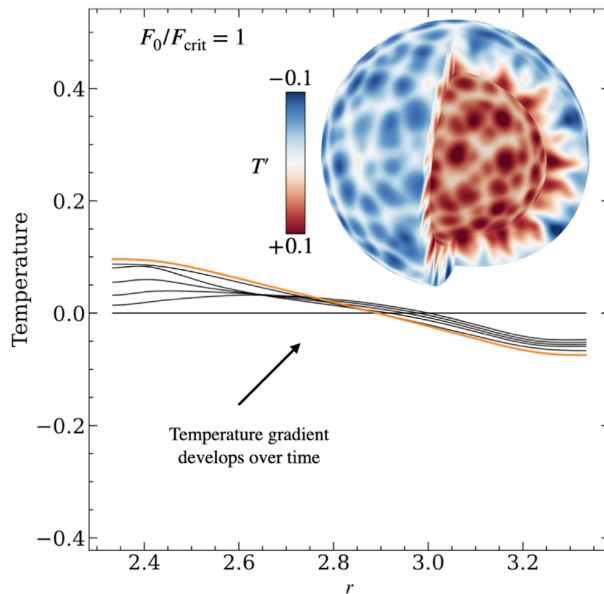 F₀/F_crit = 1
−0.1
T′
+0.1
Temperature
0.4
0.2
0.0
−0.2
−0.4
Temperature gradient
develops over time
2.4 2.6 2.8 3.0 3.2
r